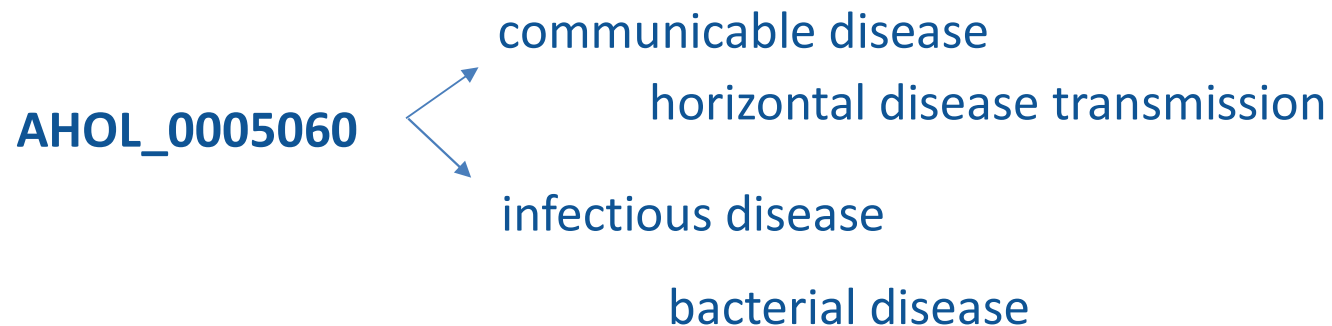 communicable disease
horizontal disease transmission
AHOL_0005060
infectious disease
bacterial disease